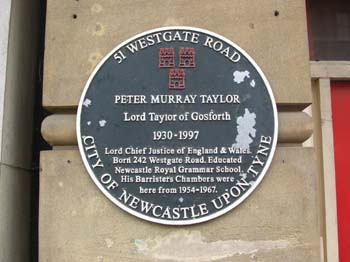 51 WESTGATE ROAD
PETER MURRAY TAYLOR
Lord Taylor of Gosforth
1930-1997
Lord Chief Justice of England & Wales.
Born 242 Westgate Road. Educated
Newcastle Royal Grammar School.
His Barristers Chambers were
here from 1954-1967.
CITY OF NEWCASTLE UPON TYNE